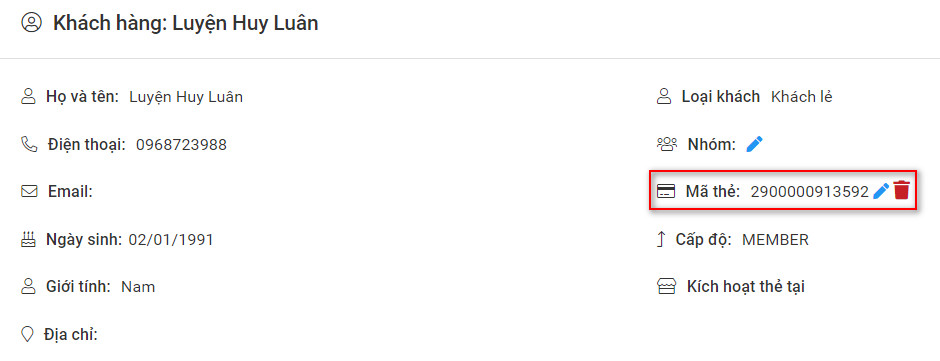 Khách hàng: Luyện Huy Luân
Họ và tên: Luyện Huy Luân
Loại khách Khách lẻ
Điện thoại: 0968723988
Nhóm:
Email:
Mã thẻ: 2900000913592
Ngày sinh: 02/01/1991
Cấp độ: MEMBER
Giới tính: Nam
Kích hoạt thẻ tại
Địa chỉ: